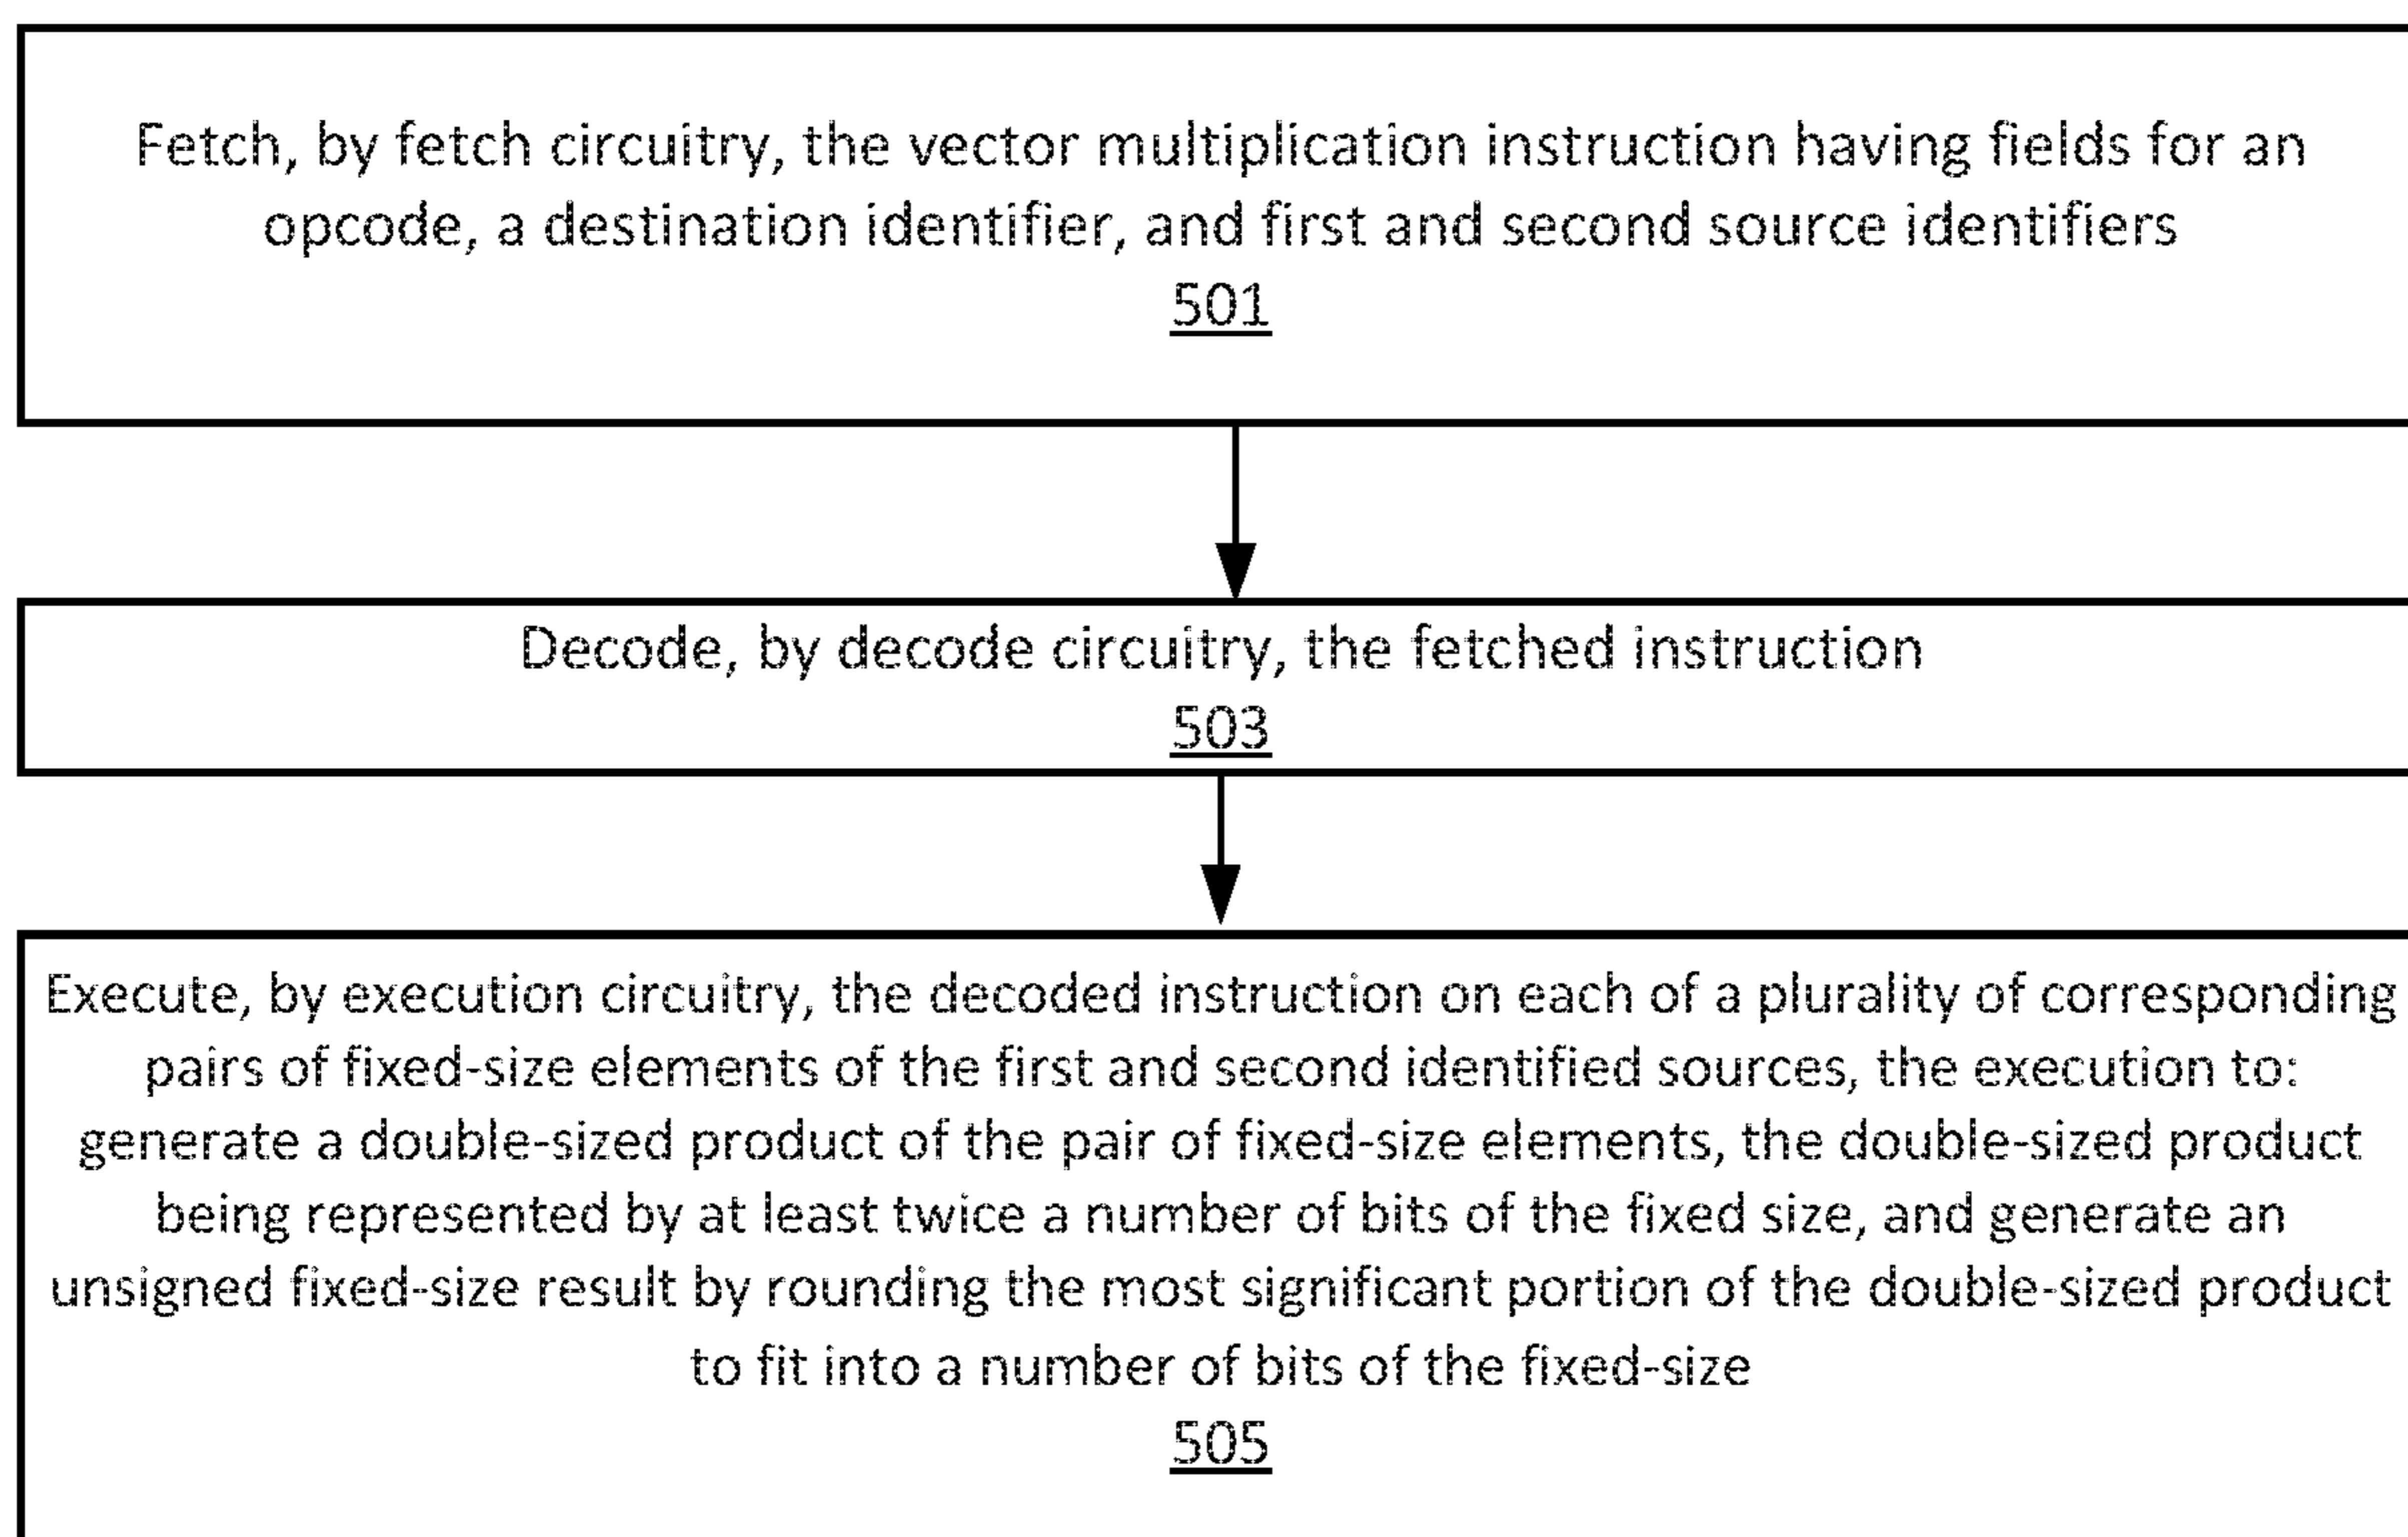 Fetch, by fetch circuitry, the vector multiplication instruction having fields for an
opcode, a destination identifier, and first and second source identifiers
501
Decode, by decode circuitry, the fetched instruction
503
Execute, by execution circuitry, the decoded instruction on each of a plurality of corresponding
pairs of fixed-size elements of the first and second identified sources, the execution to:
generate a double-sized product of the pair of fixed-size elements, the double-sized product
being represented by at least twice a number of bits of the fixed size, and generate an
unsigned fixed-size result by rounding the most significant portion of the double-sized product
to fit into a number of bits of the fixed-size
505